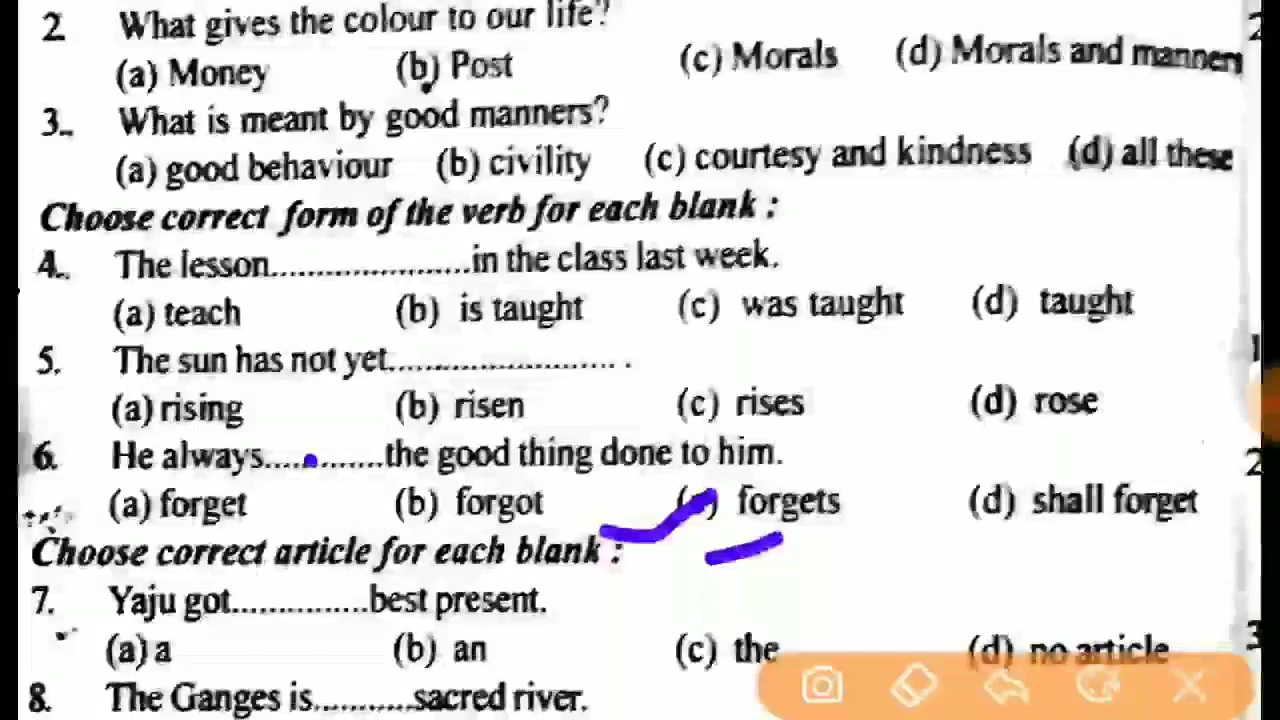 2 What gives the colour to our life?
(a) Money (b) Post (c) Morals (d) Morals and manners
3.. What is meant by good manners?
(a) good behaviour (b) civility (c) courtesy and kindness (d) all these
Choose correct form of the verb for each blank :
4.. The lesson.....................in the class last week.
(a) teach (b) is taught (c) was taught (d) taught
5. The sun has not yet........................ .
(a) rising (b) risen (c) rises (d) rose
6. He always.............the good thing done to him.
(a) forget (b) forgot (c) forgets (d) shall forget
Choose correct article for each blank :
7. Yaju got...............best present.
(a) a (b) an (c) the (d) no article
8. The Ganges is...........sacred river.